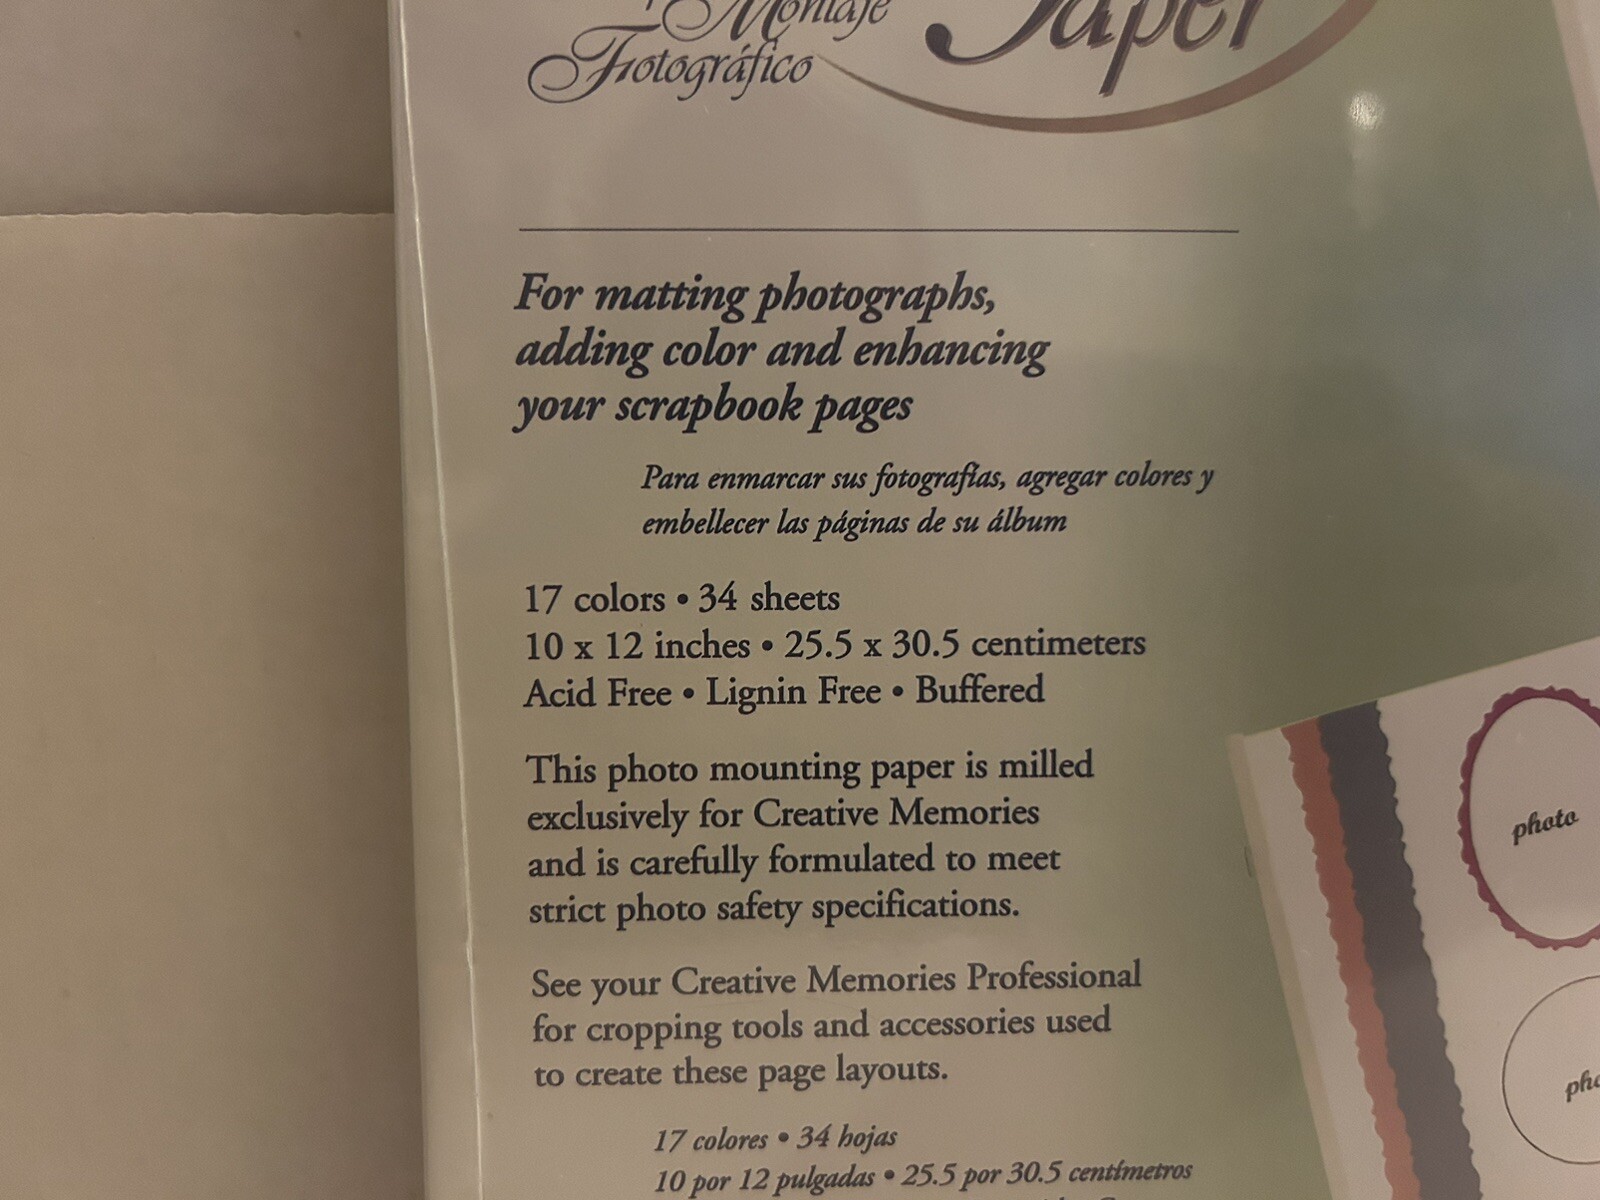 Montaje
Fotográfico
Paper
For matting photographs,
adding color and enhancing
your scrapbook pages
Para enmarcar sus fotografías, agregar colores y
embellecer las páginas de su álbum
17 colors • 34 sheets
10 x 12 inches • 25.5 x 30.5 centimeters
Acid Free • Lignin Free • Buffered
This photo mounting paper is milled
exclusively for Creative Memories
and is carefully formulated to meet
strict photo safety specifications.
See your Creative Memories Professional
for cropping tools and accessories used
to create these page layouts.
17 colores • 34 hojas
10 por 12 pulgadas • 25.5 por 30.5 centímetros
photo
pho